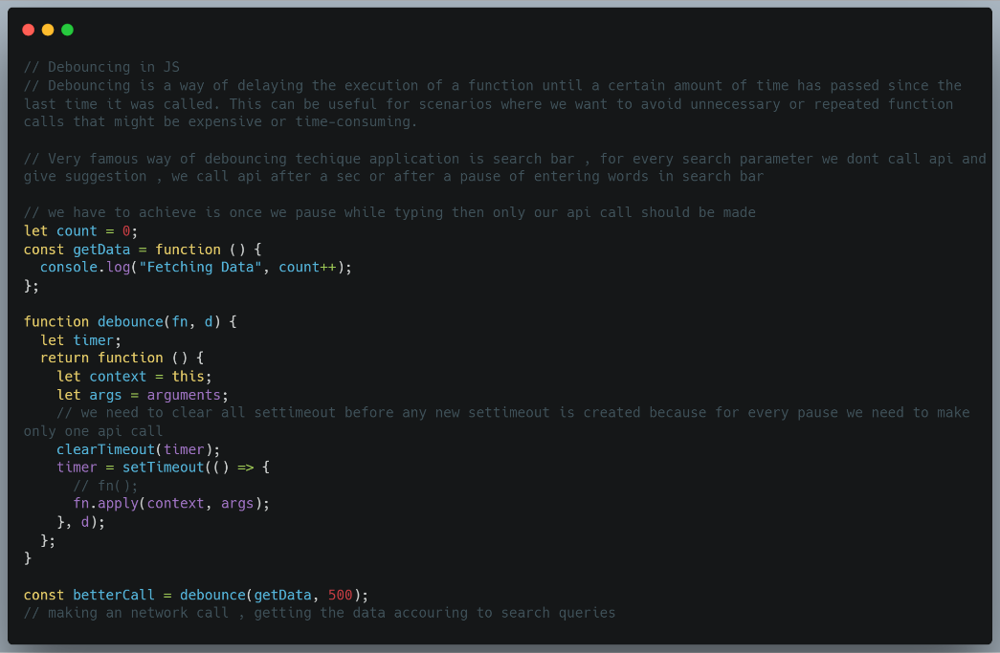 // Debouncing in JS
// Debouncing is a way of delaying the execution of a function until a certain amount of time has passed since the
last time it was called. This can be useful for scenarios where we want to avoid unnecessary or repeated function
calls that might be expensive or time-consuming.

// Very famous way of debouncing techique application is search bar , for every search parameter we dont call api and
give suggestion , we call api after a sec or after a pause of entering words in search bar

// we have to achieve is once we pause while typing then only our api call should be made
let count = 0;
const getData = function () {
  console.log("Fetching Data", count++);
};

function debounce(fn, d) {
  let timer;
  return function () {
    let context = this;
    let args = arguments;
    // we need to clear all settimeout before any new settimeout is created because for every pause we need to make
only one api call
    clearTimeout(timer);
    timer = setTimeout(() => {
      // fn();
      fn.apply(context, args);
    }, d);
  };
}

const betterCall = debounce(getData, 500);
// making an network call , getting the data accouring to search queries